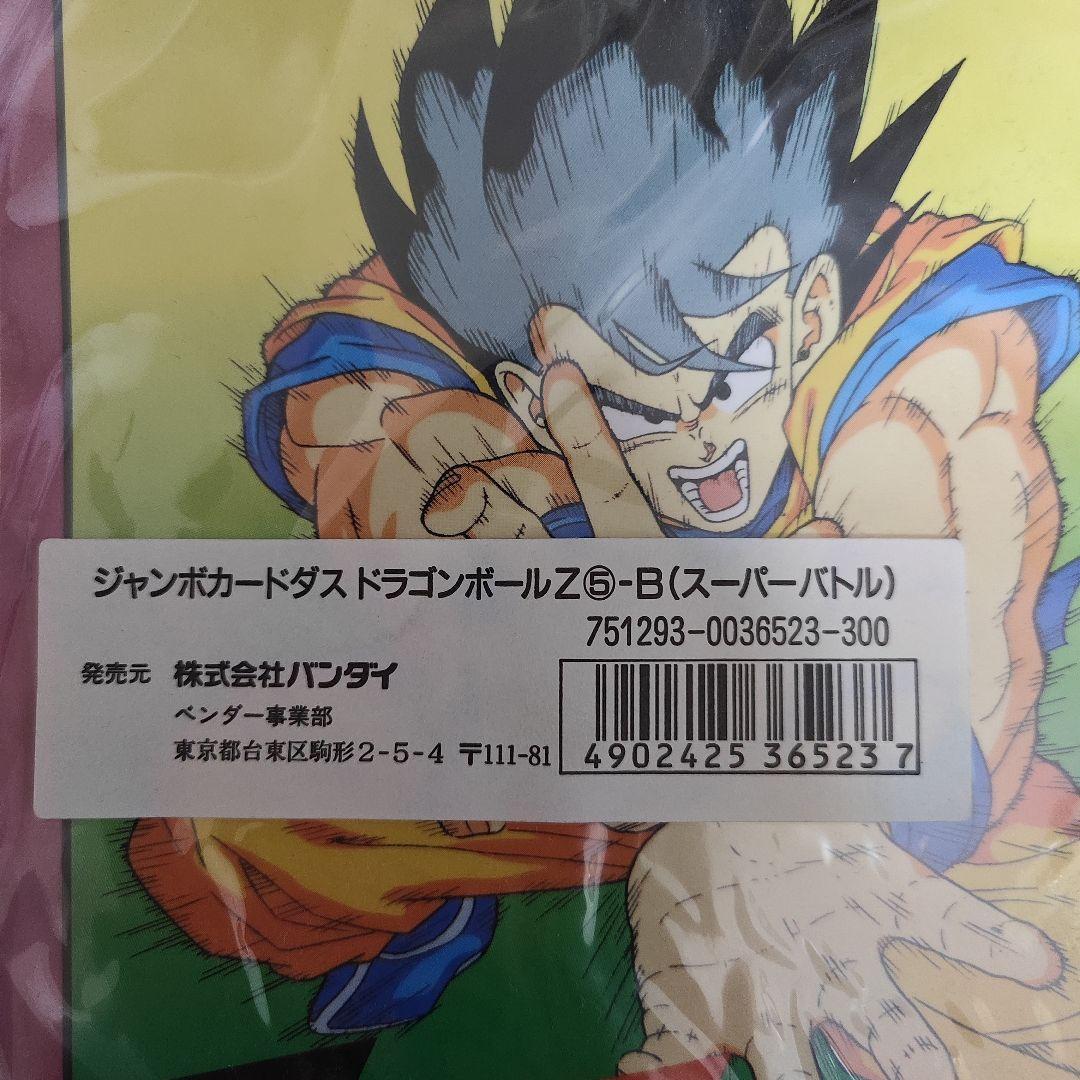 ジャンボカードダス ドラゴンボールZ⑤-B(スーパーバトル)
751293-0036523-300
発売元 株式会社バンダイ
ベンダー事業部
東京都台東区駒形2-5-4 〒111-81
4902425 365237